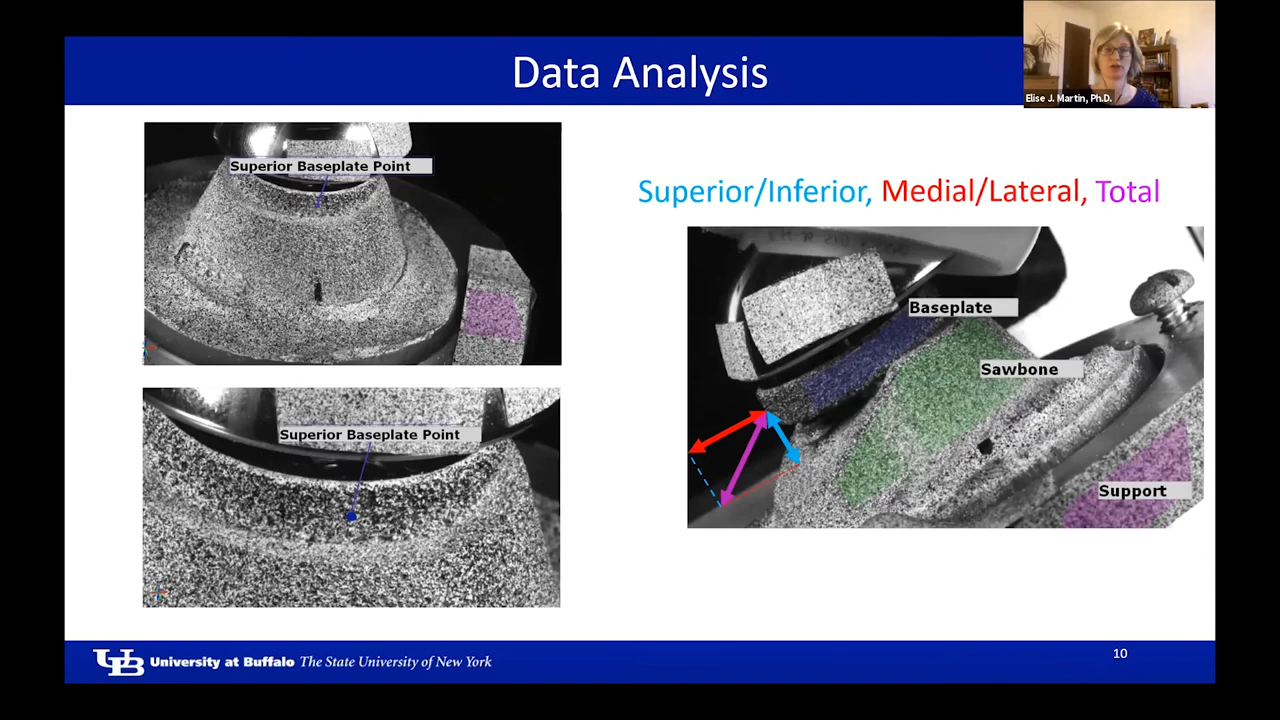 Data Analysis
Elise J. Martin, Ph.D.
Superior Baseplate Point
Superior/Inferior, Medial/Lateral, Total
Baseplate
Sawbone
Superior Baseplate Point
Support
UB University at Buffalo The State University of New York
10